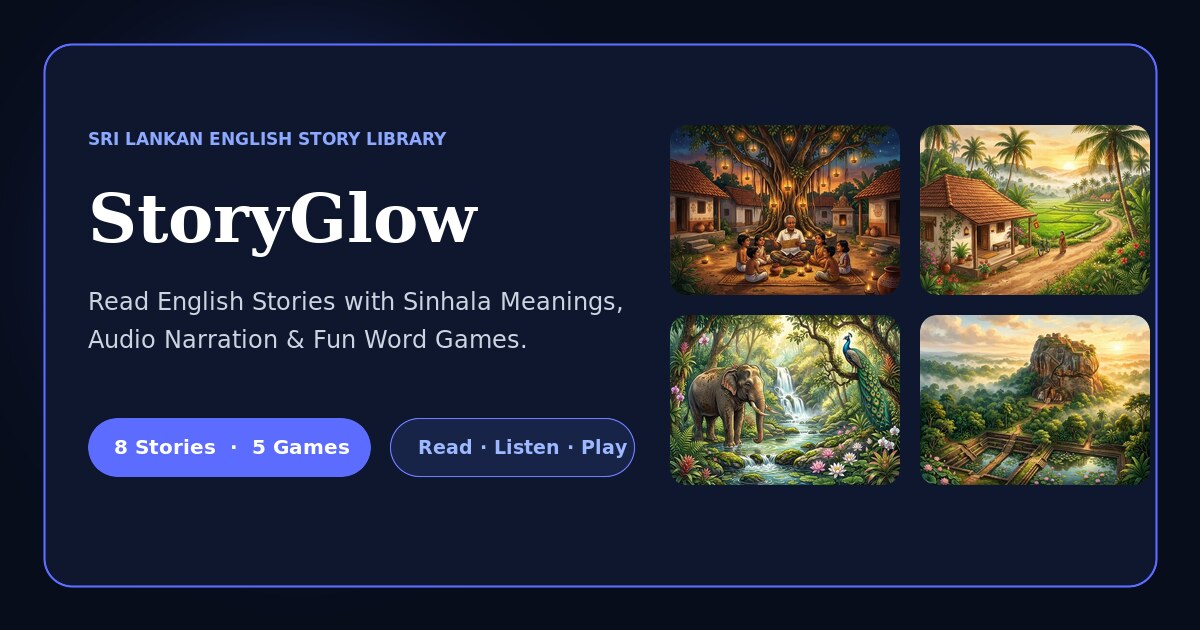 SRI LANKAN ENGLISH STORY LIBRARY
StoryGlow
Read English Stories with Sinhala Meanings,
Audio Narration & Fun Word Games.
8 Stories · 5 Games
Read · Listen · Play